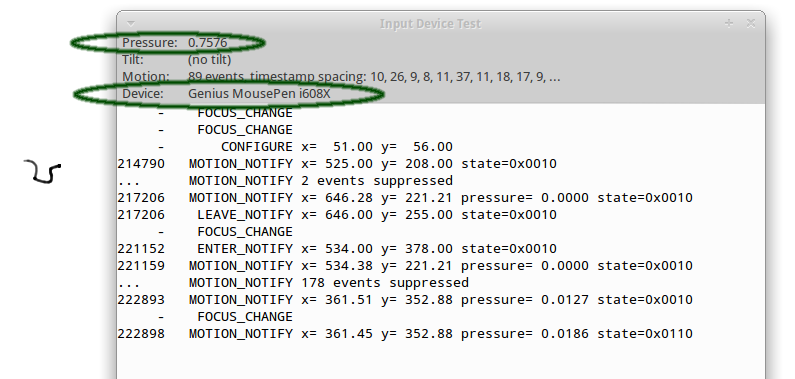 Input Device Test
Pressure: 0.7576
Tilt: (no tilt)
Motion: 89 events, timestamp spacing: 10, 26, 9, 8, 11, 37, 11, 18, 17, 9, ...
Device: Genius MousePen i608X
- FOCUS_CHANGE
- FOCUS_CHANGE
- CONFIGURE x= 51.00 y= 56.00
214790 MOTION_NOTIFY x= 525.00 y= 208.00 state=0x0010
... MOTION_NOTIFY 2 events suppressed
217206 MOTION_NOTIFY x= 646.28 y= 221.21 pressure= 0.0000 state=0x0010
217206 LEAVE_NOTIFY x= 646.00 y= 255.00 state=0x0010
- FOCUS_CHANGE
221152 ENTER_NOTIFY x= 534.00 y= 378.00 state=0x0010
221159 MOTION_NOTIFY x= 534.38 y= 221.21 pressure= 0.0000 state=0x0010
... MOTION_NOTIFY 178 events suppressed
222893 MOTION_NOTIFY x= 361.51 y= 352.88 pressure= 0.0127 state=0x0010
- FOCUS_CHANGE
222898 MOTION_NOTIFY x= 361.45 y= 352.88 pressure= 0.0186 state=0x0110